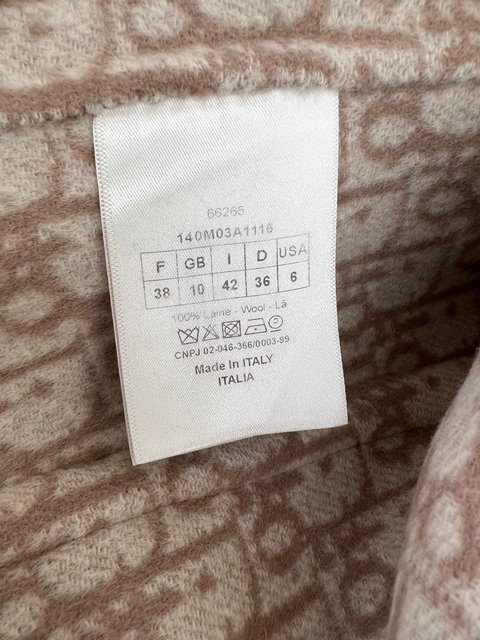 66265
140M03A1116
F GB I D USA
38 10 42 36 6
100% Laine - Wool - Lã
CNPJ 02-046-366/0003-99
Made In ITALY
ITALIA